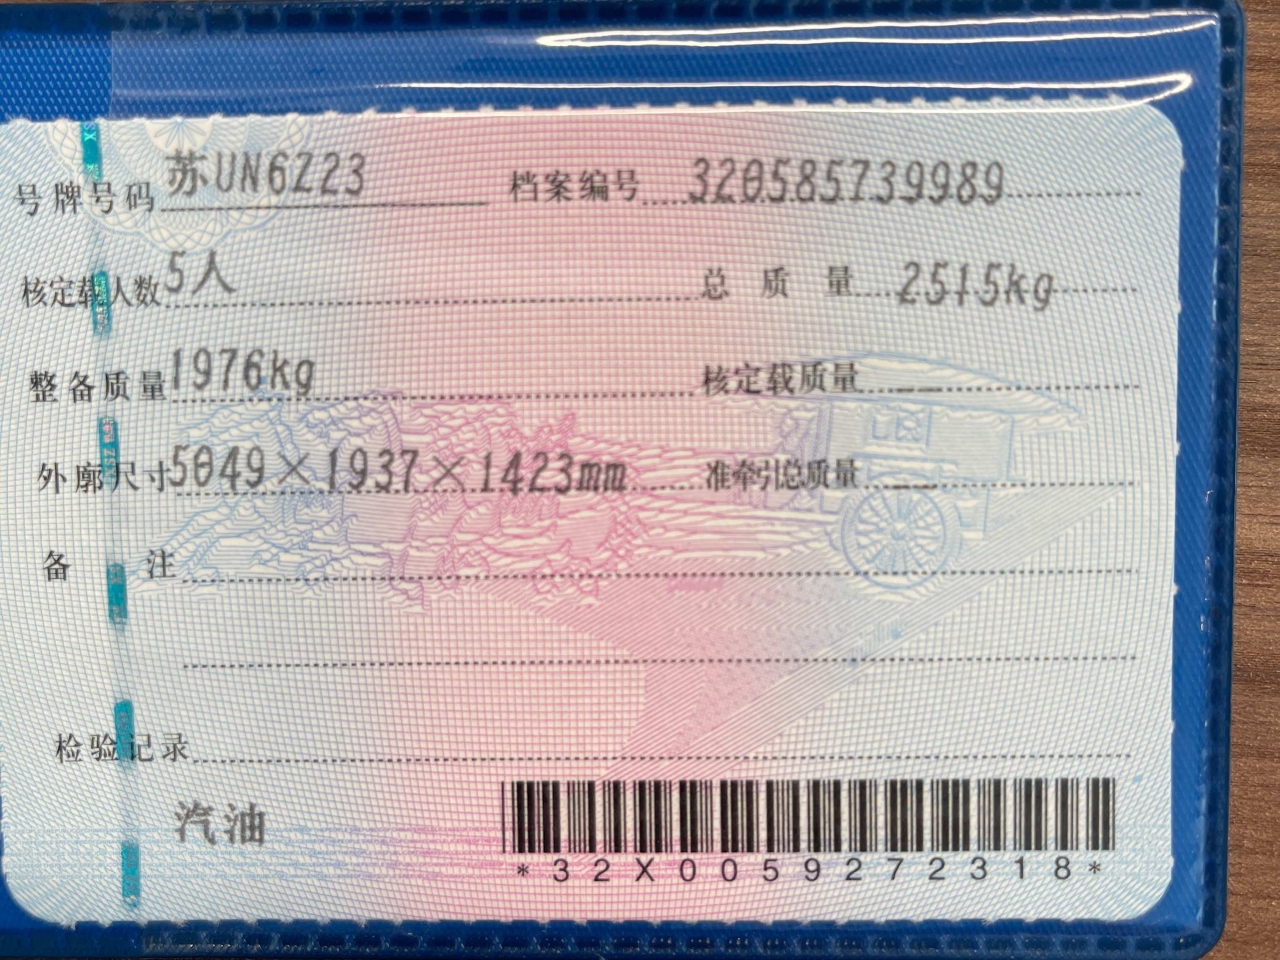 号牌号码 苏UN6Z23 档案编号 320585739989
核定载人数 5人 总质量 2515kg
整备质量 1976kg 核定载质量 ——
外廓尺寸 5049×1937×1423mm 准牵引总质量 ——
备注
检验记录
汽油
*32X0059272318*